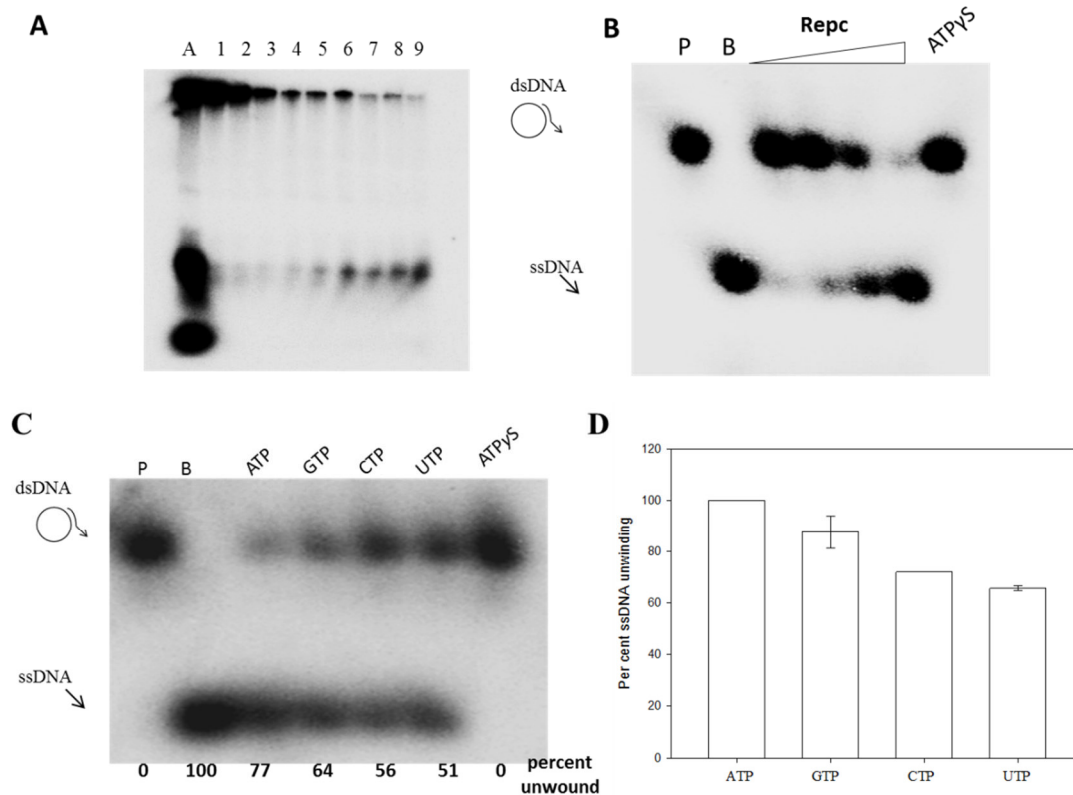 A
A 1 2 3 4 5 6 7 8 9
B
Repc
P B ATPγS
dsDNA
ssDNA
C
P B ATP GTP CTP UTP ATPγS
dsDNA
ssDNA
0 100 77 64 56 51 0 percent
unwound
D
Per cent ssDNA unwinding
120
100
80
60
40
20
0
ATP GTP CTP UTP